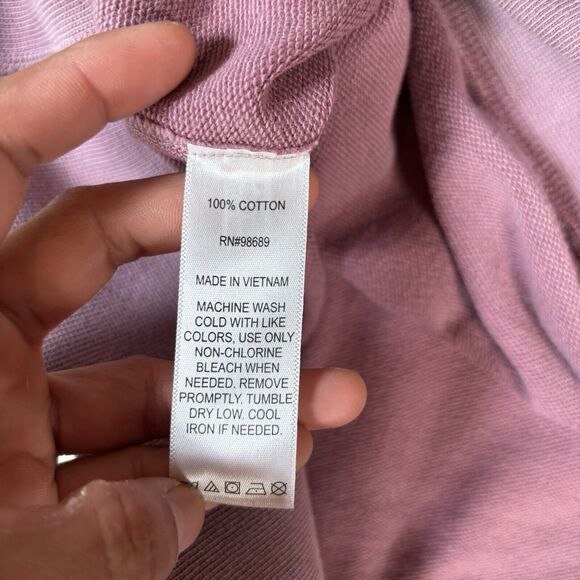 100% COTTON
RN#98689
MADE IN VIETNAM
MACHINE WASH
COLD WITH LIKE
COLORS, USE ONLY
NON-CHLORINE
BLEACH WHEN
NEEDED. REMOVE
PROMPTLY. TUMBLE
DRY LOW. COOL
IRON IF NEEDED.